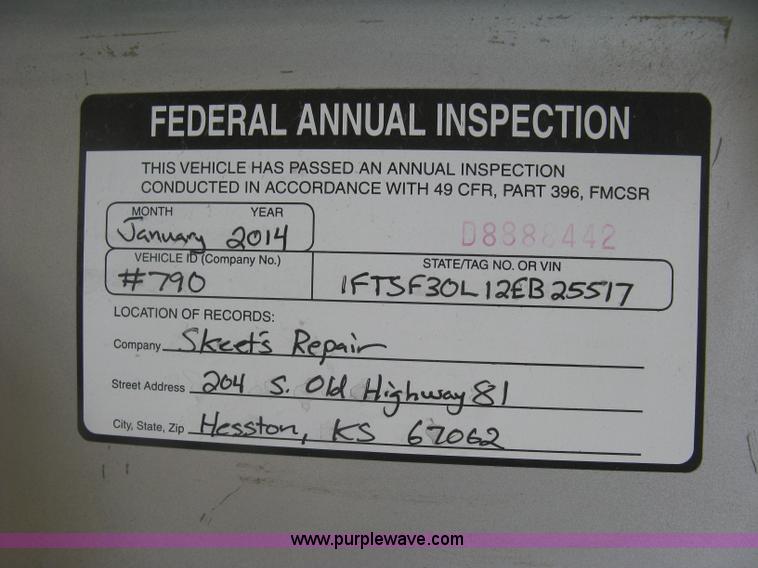 FEDERAL ANNUAL INSPECTION
THIS VEHICLE HAS PASSED AN ANNUAL INSPECTION
CONDUCTED IN ACCORDANCE WITH 49 CFR, PART 396, FMCSR
MONTH YEAR
January 2014
D8888442
VEHICLE ID (Company No.) STATE/TAG NO. OR VIN
#790 1FTSF30L12EB25517
LOCATION OF RECORDS:
Company Skeet's Repair
Street Address 204 S. Old Highway 81
City, State, Zip Hesston, KS 67062
www.purplewave.com